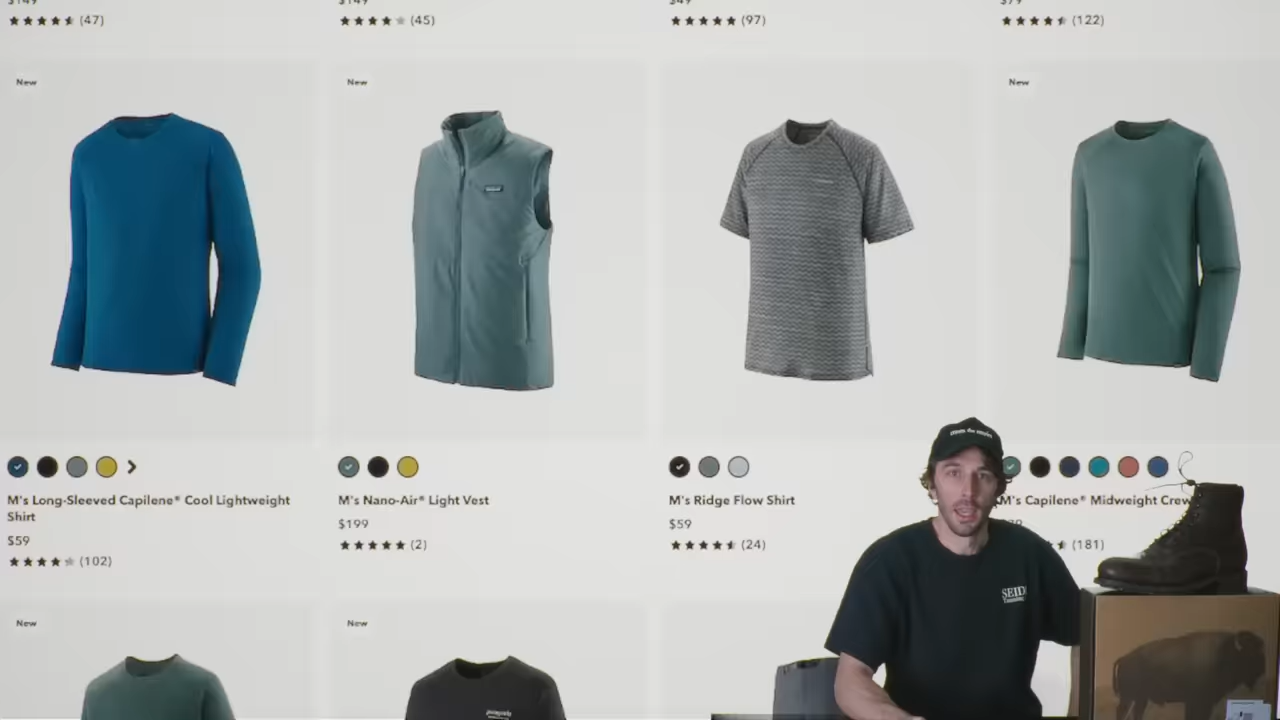 (47)
(45)
(97)
(122)
New
New
New
M's Long-Sleeved Capilene® Cool Lightweight
Shirt
$59
(102)
M's Nano-Air® Light Vest
$199
(2)
M's Ridge Flow Shirt
$59
(24)
M's Capilene® Midweight Crew
(181)
New
New
SEID